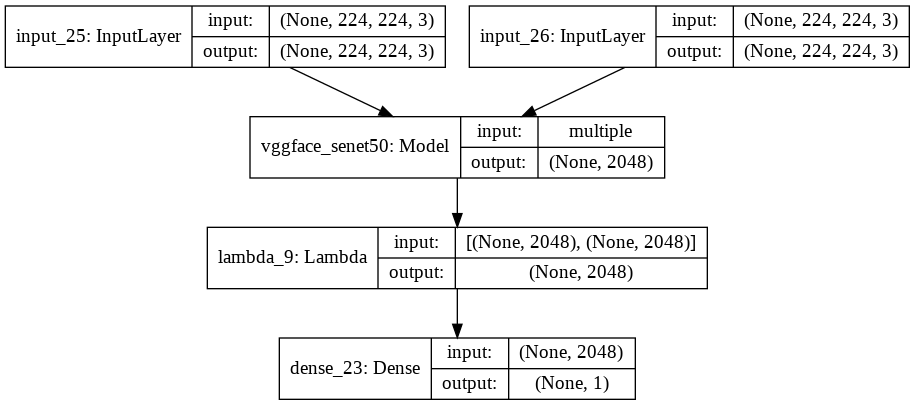 input_25: InputLayer
input: (None, 224, 224, 3)
output: (None, 224, 224, 3)
input_26: InputLayer
input: (None, 224, 224, 3)
output: (None, 224, 224, 3)
vggface_senet50: Model
input: multiple
output: (None, 2048)
lambda_9: Lambda
input: [(None, 2048), (None, 2048)]
output: (None, 2048)
dense_23: Dense
input: (None, 2048)
output: (None, 1)